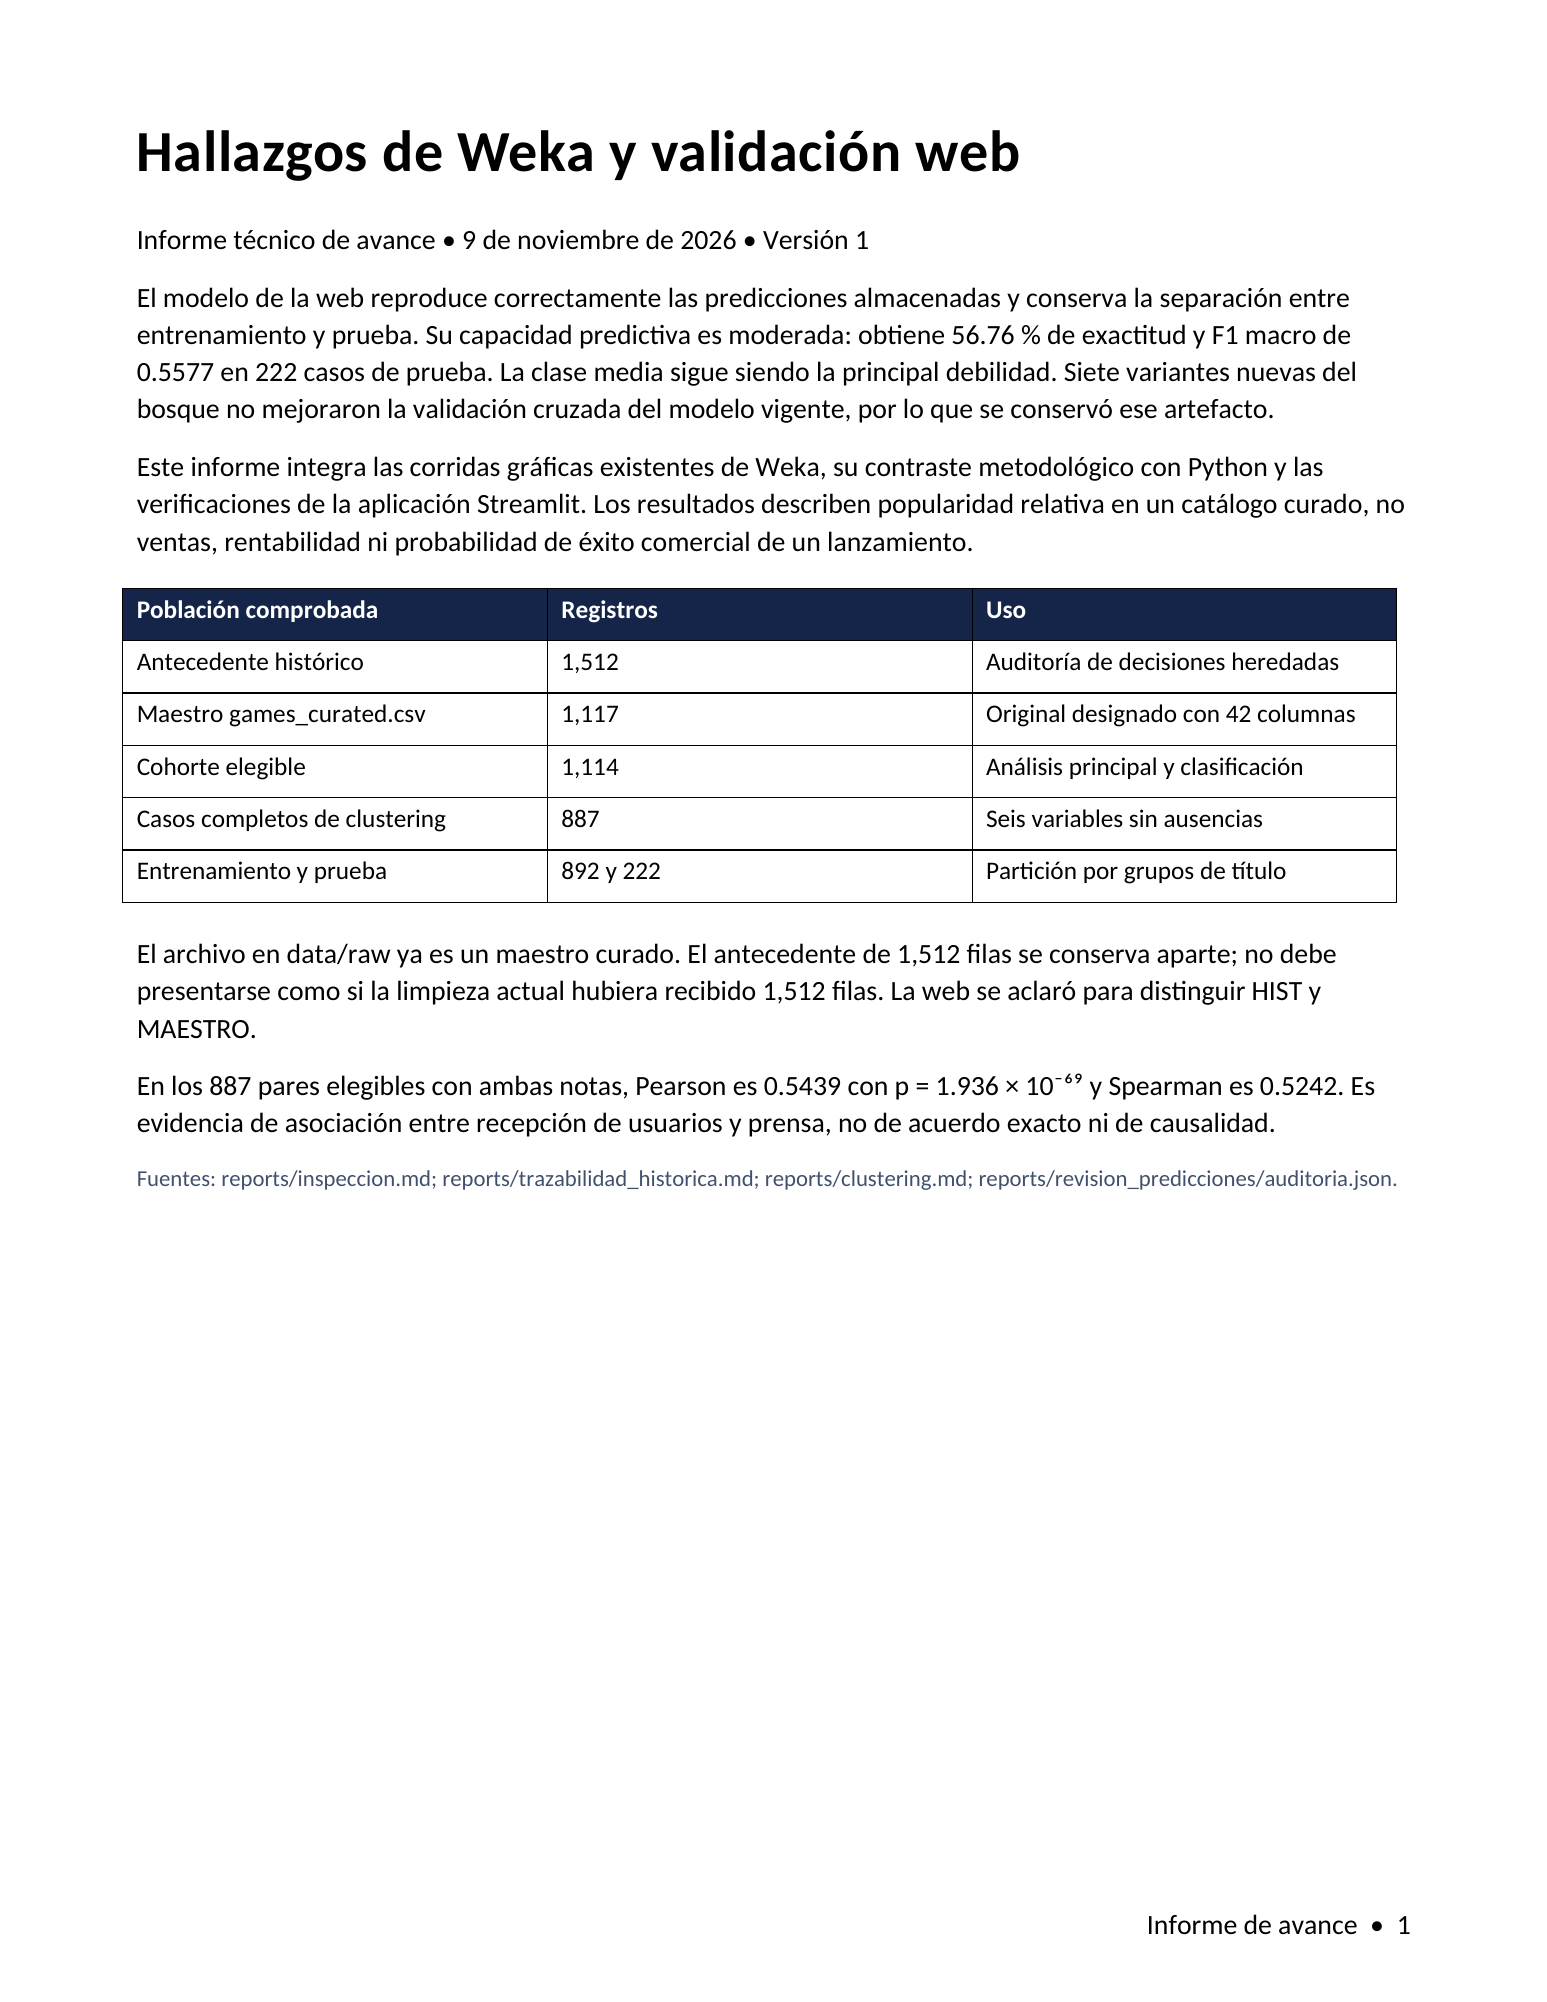 Hallazgos de Weka y validación web
Informe técnico de avance • 9 de noviembre de 2026 • Versión 1
El modelo de la web reproduce correctamente las predicciones almacenadas y conserva la separación entre
entrenamiento y prueba. Su capacidad predictiva es moderada: obtiene 56.76 % de exactitud y F1 macro de
0.5577 en 222 casos de prueba. La clase media sigue siendo la principal debilidad. Siete variantes nuevas del
bosque no mejoraron la validación cruzada del modelo vigente, por lo que se conservó ese artefacto.
Este informe integra las corridas gráficas existentes de Weka, su contraste metodológico con Python y las
verificaciones de la aplicación Streamlit. Los resultados describen popularidad relativa en un catálogo curado, no
ventas, rentabilidad ni probabilidad de éxito comercial de un lanzamiento.
Población comprobada Registros Uso
Antecedente histórico 1,512 Auditoría de decisiones heredadas
Maestro games_curated.csv 1,117 Original designado con 42 columnas
Cohorte elegible 1,114 Análisis principal y clasificación
Casos completos de clustering 887 Seis variables sin ausencias
Entrenamiento y prueba 892 y 222 Partición por grupos de título
El archivo en data/raw ya es un maestro curado. El antecedente de 1,512 filas se conserva aparte; no debe
presentarse como si la limpieza actual hubiera recibido 1,512 filas. La web se aclaró para distinguir HIST y
MAESTRO.
En los 887 pares elegibles con ambas notas, Pearson es 0.5439 con p = 1.936 × 10⁻⁶⁹ y Spearman es 0.5242. Es
evidencia de asociación entre recepción de usuarios y prensa, no de acuerdo exacto ni de causalidad.
Fuentes: reports/inspeccion.md; reports/trazabilidad_historica.md; reports/clustering.md; reports/revision_predicciones/auditoria.json.
Informe de avance • 1